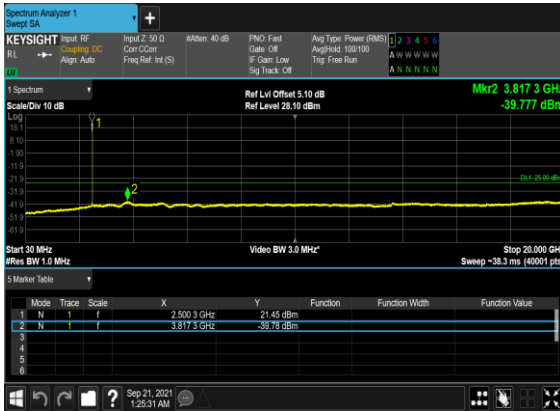 Spectrum Analyzer 1
Swept SA
+
KEYSIGHT Input: RF Input Z: 50 Ω #Atten: 40 dB PNO: Fast Avg Type: Power (RMS) 1 2 3 4 5 6
RL Coupling: DC Corr CCorr Gate: Off Avg|Hold: 100/100 A W W W W W
Align: Auto Freq Ref: Int (S) IF Gain: Low Trig: Free Run
Sig Track: Off A N N N N N
1 Spectrum Ref Lvl Offset 5.10 dB Mkr2 3.817 3 GHz
Scale/Div 10 dB Ref Level 28.10 dBm -39.777 dBm
Log
18.1
8.10
-1.90
-11.9
-21.9
-31.9
-41.9
-51.9
-61.9
1
2
DL1 -25.00 dBm
Start 30 MHz Video BW 3.0 MHz* Stop 20.000 GHz
#Res BW 1.0 MHz Sweep ~38.3 ms (40001 pts)
5 Marker Table
Mode Trace Scale X Y Function Function Width Function Value
1 N 1 f 2.500 3 GHz 21.45 dBm
2 N 1 f 3.817 3 GHz -39.78 dBm
3
4
5
6
? Sep 21, 2021
1:25:31 AM